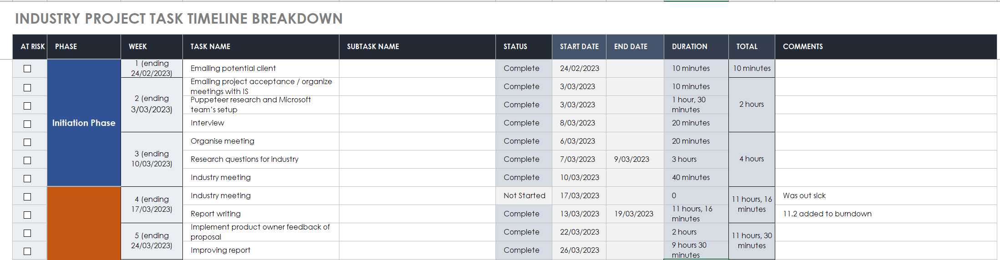 INDUSTRY PROJECT TASK TIMELINE BREAKDOWN
AT RISK PHASE WEEK TASK NAME SUBTASK NAME STATUS START DATE END DATE DURATION TOTAL COMMENTS
Initiation Phase
1 (ending
24/02/2023)
Emailing potential client Complete 24/02/2023 10 minutes 10 minutes
2 (ending
3/03/2023)
Emailing project acceptance / organize
meetings with IS
Complete 3/03/2023 10 minutes
2 hours
Puppeteer research and Microsoft
team’s setup
Complete 3/03/2023
1 hour, 30
minutes
Interview Complete 8/03/2023 20 minutes
3 (ending
10/03/2023)
Organise meeting Complete 6/03/2023 20 minutes
4 hours
Research questions for industry Complete 7/03/2023 9/03/2023 3 hours
Industry meeting Complete 10/03/2023 40 minutes
4 (ending
17/03/2023)
Industry meeting Not Started 17/03/2023 0
11 hours, 16
minutes
Was out sick
Report writing Complete 13/03/2023 19/03/2023
11 hours, 16
minutes
11.2 added to burndown
5 (ending
24/03/2023)
Implement product owner feedback of
proposal
Complete 22/03/2023 2 hours
11 hours, 30
minutes
Improving report Complete 26/03/2023
9 hours 30
minutes